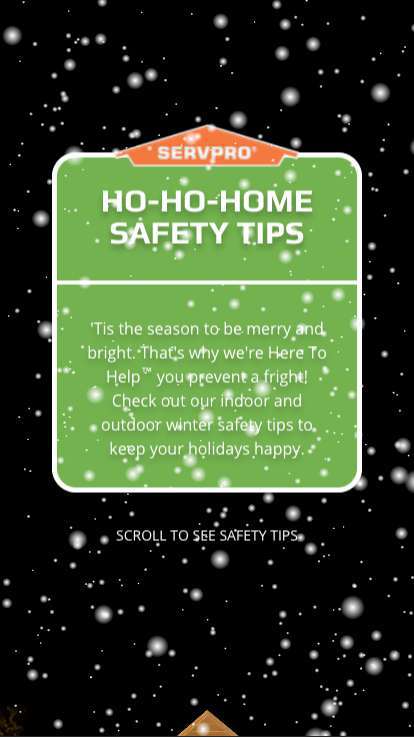 SERVPRO®
HO-HO-HOME
SAFETY TIPS
'Tis the season to be merry and
bright. That's why we're Here To
Help™ you prevent a fright!
Check out our indoor and
outdoor winter safety tips to
keep your holidays happy.
SCROLL TO SEE SAFETY TIPS